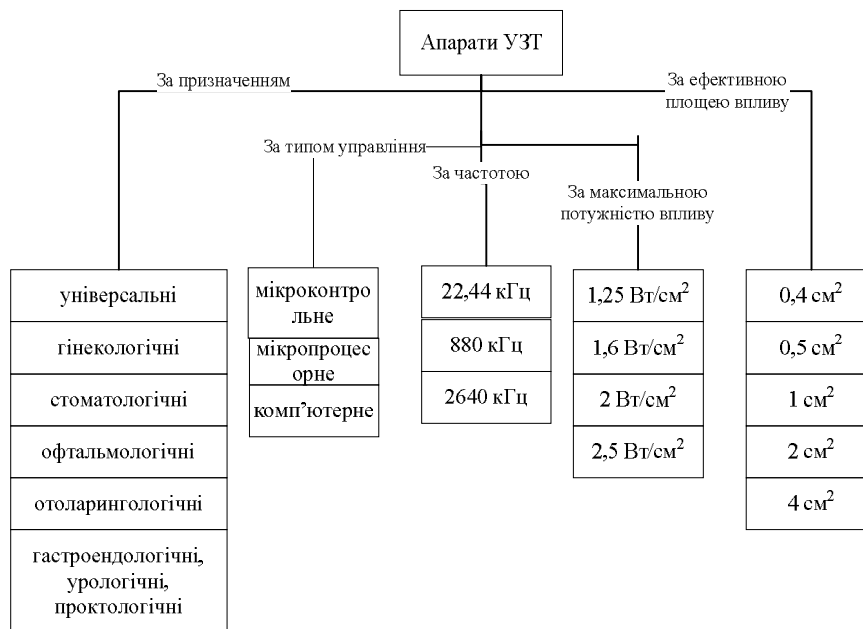 Апарати УЗТ
За призначенням
За ефективною
площею впливу
За типом управління
За частотою
За максимальною
потужністю впливу
універсальні
гінекологічні
стоматологічні
офтальмологічні
отоларингологічні
гастроендологічні,
урологічні,
проктологічні
мікроконтро
льне
мікропроцес
орне
комп’ютерне
22,44 кГц
880 кГц
2640 кГц
1,25 Вт/см²
1,6 Вт/см²
2 Вт/см²
2,5 Вт/см²
0,4 см²
0,5 см²
1 см²
2 см²
4 см²